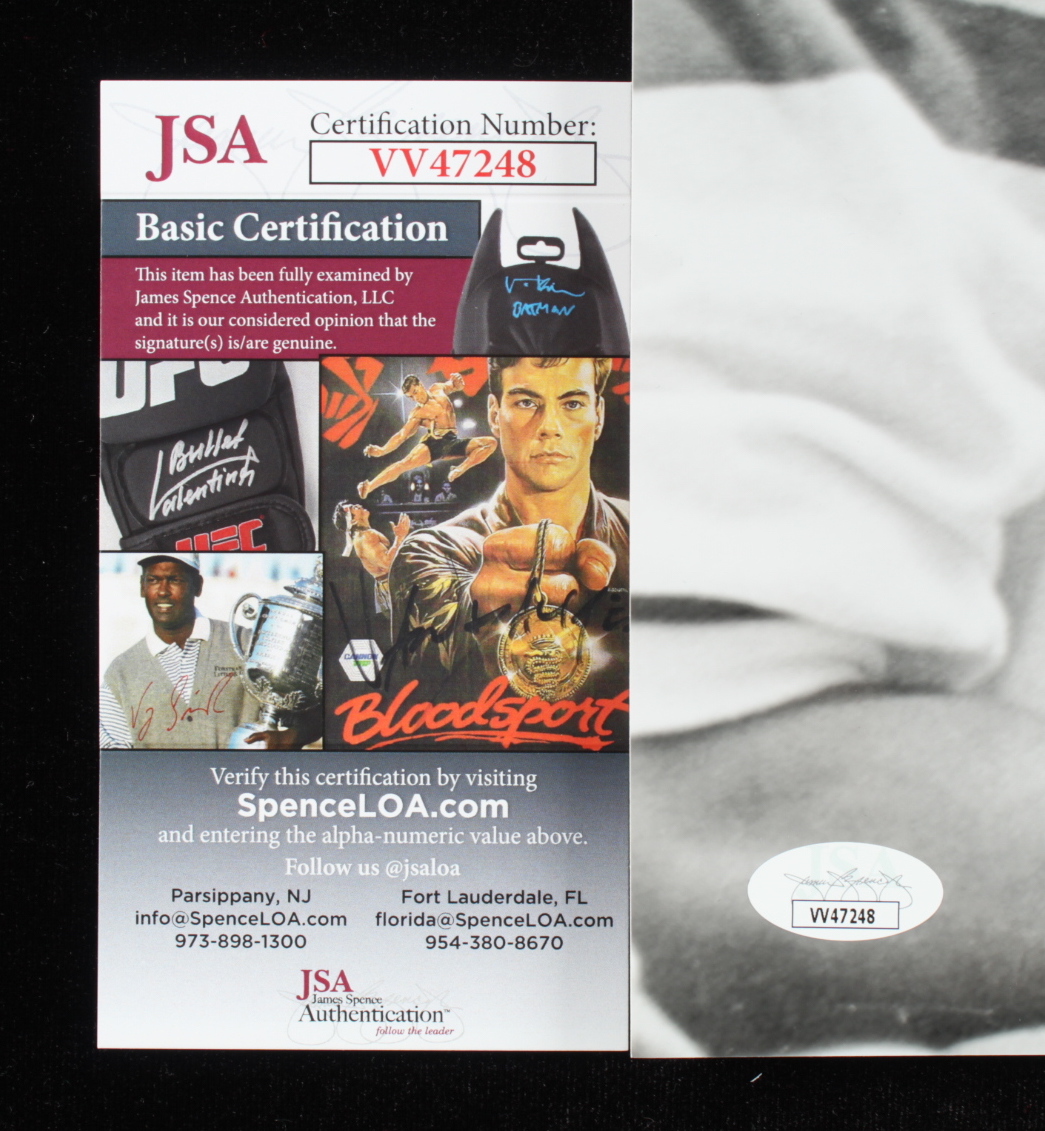 JSA
Certification Number:
VV47248
Basic Certification
This item has been fully examined by
James Spence Authentication, LLC
and it is our considered opinion that the
signature(s) is/are genuine.
BATMAN
UFC
Bullet
Valentina
UFC
Bloodsport
Verify this certification by visiting
SpenceLOA.com
and entering the alpha-numeric value above.
Follow us @jsaloa
Parsippany, NJ
info@SpenceLOA.com
973-898-1300
Fort Lauderdale, FL
florida@SpenceLOA.com
954-380-8670
JSA
James Spence
Authentication™
follow the leader
JSA
VV47248